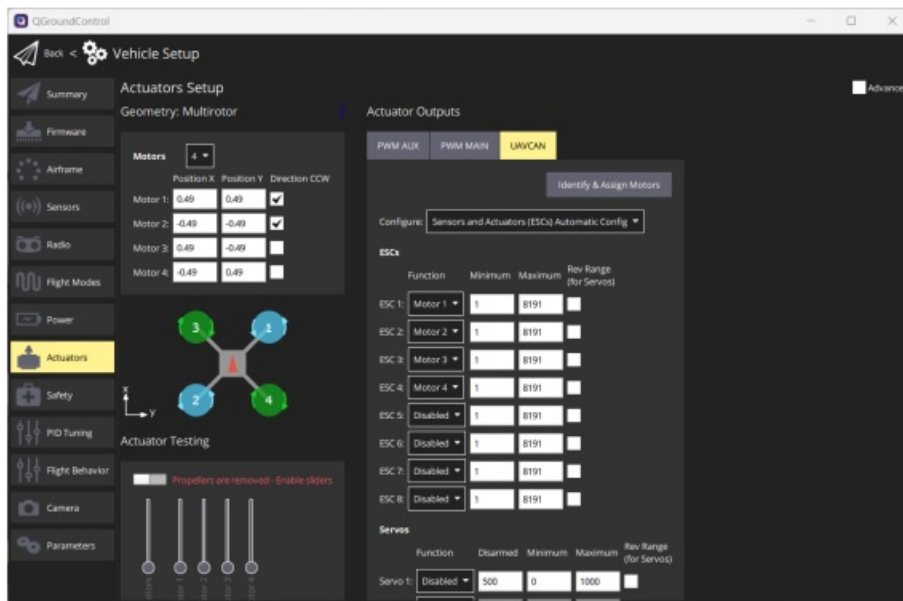 QGroundControl
Back < Vehicle Setup
Summary
Firmware
Airframe
Sensors
Radio
Flight Modes
Power
Actuators
Safety
PID Tuning
Flight Behavior
Camera
Parameters
Actuators Setup
Advance
Geometry: Multirotor
Motors 4
Position X Position Y Direction CCW
Motor 1: 0.49 0.49
Motor 2: -0.49 -0.49
Motor 3: 0.49 -0.49
Motor 4: -0.49 0.49
3 1
2 4
x
y
Actuator Testing
Propellers are removed - Enable sliders
Actuator Outputs
PWM AUX PWM MAIN UAVCAN
Identify & Assign Motors
Configure: Sensors and Actuators (ESCs) Automatic Config
ESCs
Function Minimum Maximum Rev Range
(for Servos)
ESC 1: Motor 1 1 8191
ESC 2: Motor 2 1 8191
ESC 3: Motor 3 1 8191
ESC 4: Motor 4 1 8191
ESC 5: Disabled 1 8191
ESC 6: Disabled 1 8191
ESC 7: Disabled 1 8191
ESC 8: Disabled 1 8191
Servos
Function Disarmed Minimum Maximum Rev Range
(for Servos)
Servo 1: Disabled 500 0 1000